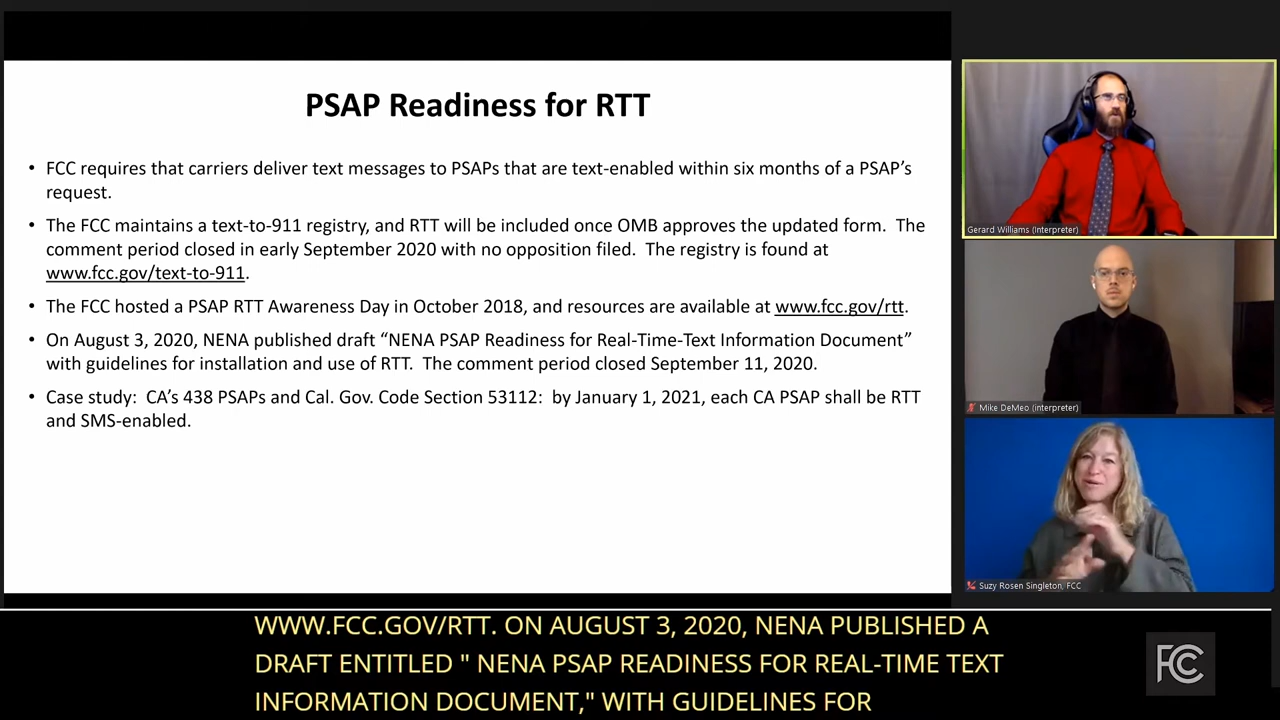 PSAP Readiness for RTT
• FCC requires that carriers deliver text messages to PSAPs that are text-enabled within six months of a PSAP’s
request.
• The FCC maintains a text-to-911 registry, and RTT will be included once OMB approves the updated form.  The
comment period closed in early September 2020 with no opposition filed.  The registry is found at
www.fcc.gov/text-to-911.
• The FCC hosted a PSAP RTT Awareness Day in October 2018, and resources are available at www.fcc.gov/rtt.
• On August 3, 2020, NENA published draft “NENA PSAP Readiness for Real-Time-Text Information Document”
with guidelines for installation and use of RTT.  The comment period closed September 11, 2020.
• Case study:  CA’s 438 PSAPs and Cal. Gov. Code Section 53112:  by January 1, 2021, each CA PSAP shall be RTT
and SMS-enabled.
Gerard Williams (Interpreter)
Mike DeMeo (interpreter)
Suzy Rosen Singleton, FCC
WWW.FCC.GOV/RTT. ON AUGUST 3, 2020, NENA PUBLISHED A
DRAFT ENTITLED " NENA PSAP READINESS FOR REAL-TIME TEXT
INFORMATION DOCUMENT," WITH GUIDELINES FOR
FCC